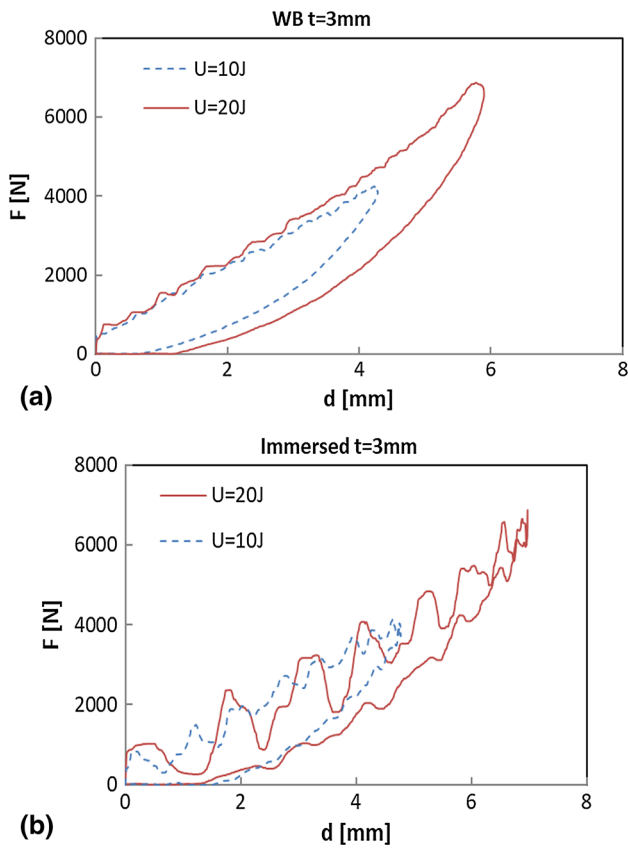 WB t=3mm
8000
6000
4000
2000
0
F [N]
U=10J
U=20J
0 2 4 6 8
d [mm]
(a)
Immersed t=3mm
8000
6000
4000
2000
0
F [N]
U=20J
U=10J
0 2 4 6 8
d [mm]
(b)